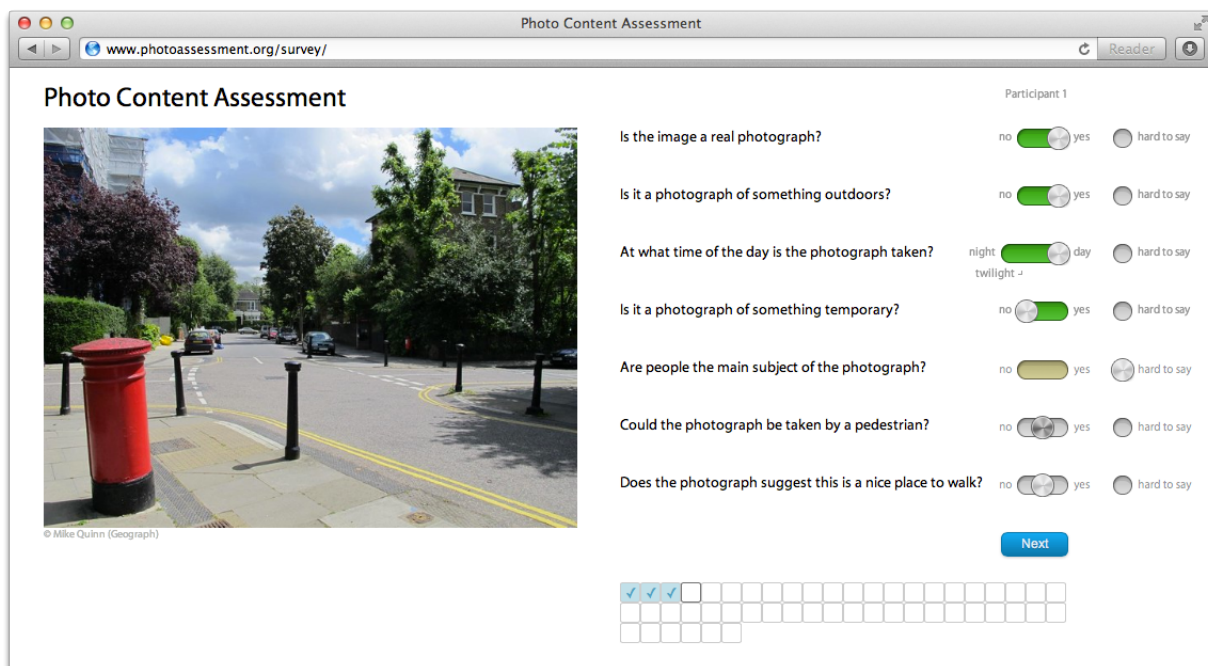 Photo Content Assessment
www.photoassessment.org/survey/
Reader
Photo Content Assessment
Participant 1
Is the image a real photograph? no yes hard to say
Is it a photograph of something outdoors? no yes hard to say
At what time of the day is the photograph taken? night day hard to say
twilight
Is it a photograph of something temporary? no yes hard to say
Are people the main subject of the photograph? no yes hard to say
Could the photograph be taken by a pedestrian? no yes hard to say
Does the photograph suggest this is a nice place to walk? no yes hard to say
© Mike Quinn (Geograph)
Next